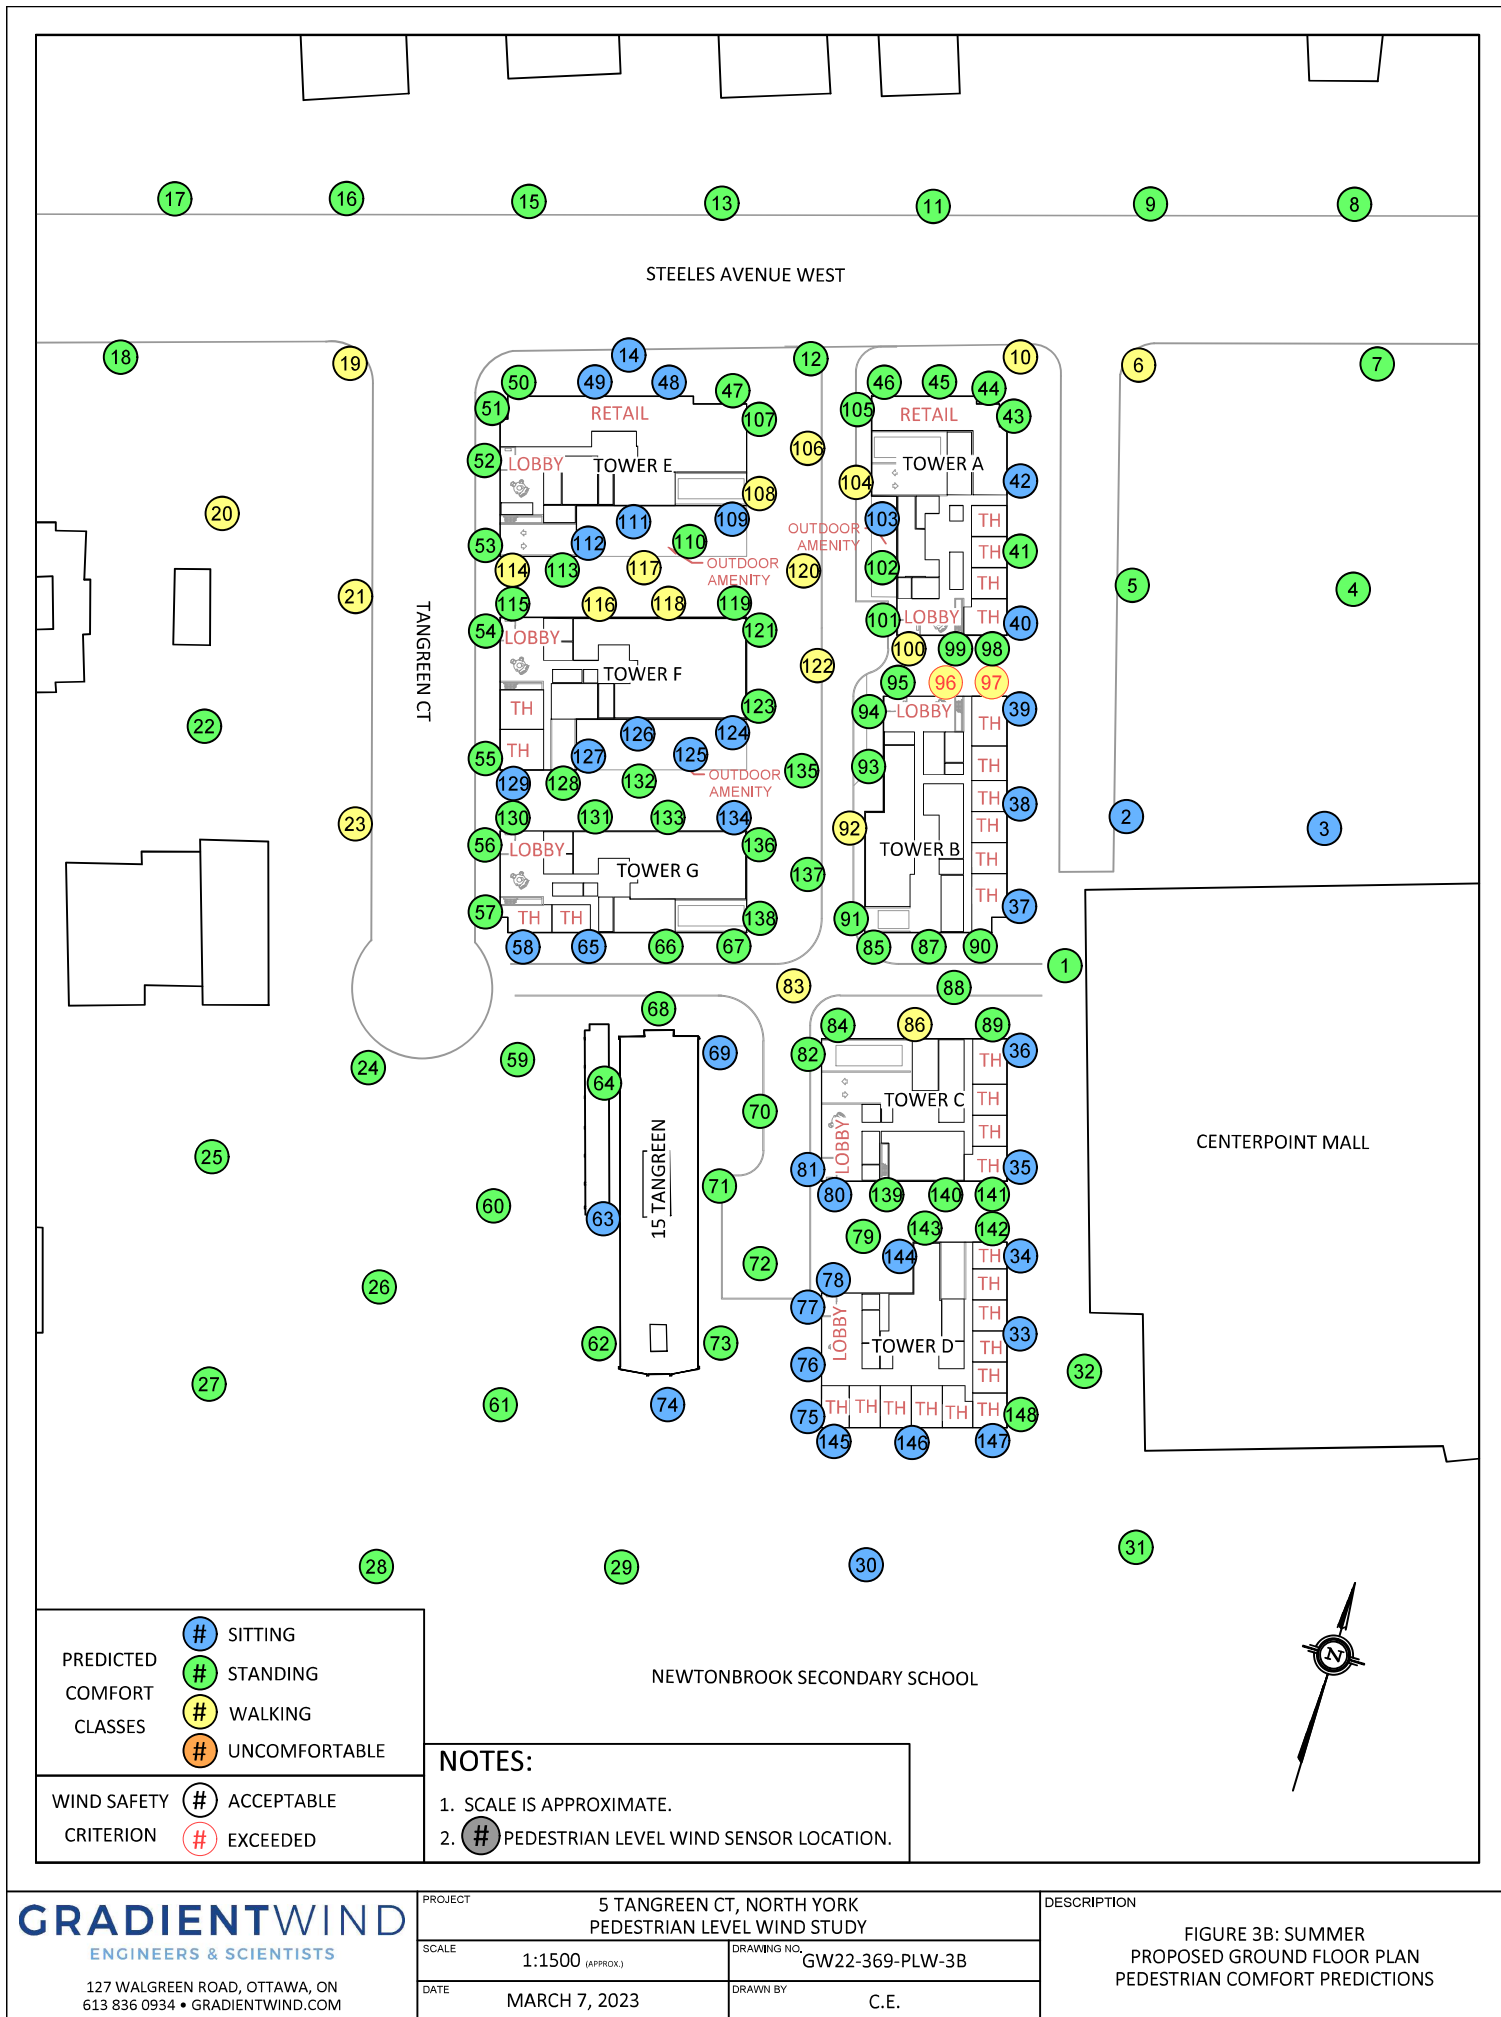 17 16 15 13 11 9 8
STEELES AVENUE WEST
18 19 14 12 10 6 7
50 49 48 47 46 45 44
51 RETAIL 107 105 RETAIL 43
52 LOBBY TOWER E 106 TOWER A
108 104 42
20 111 109 OUTDOOR AMENITY 103 TH
53 112 110 TH 41
114 113 117 OUTDOOR AMENITY 120 102 TH 5 4
21 115 116 118 119 101 LOBBY TH 40
TANGREEN CT
54 LOBBY 121 100 99 98
TOWER F 122 95 96 97
TH 123 94 LOBBY TH 39
22 126 124
55 TH 127 125 135 93 TH
129 128 132 OUTDOOR AMENITY TH 38
23 130 131 133 134 92 TH 2 3
56 LOBBY 136 TOWER B TH
TOWER G 137 TH 37
57 TH TH 138 91
58 65 66 67 85 87 90
1
83 88
68 84 86 89
24 59 69 82 TH 36
64 TOWER C TH
70 TH
15 TANGREEN
LOBBY
25 81 TH 35
CENTERPOINT MALL
60 71 80 139 140 141
63 79 143 142
72 144 TH 34
26 78 TH
77 TH
LOBBY
62 73 TOWER D TH 33
27 76 TH 32
61 74 75 TH TH TH TH TH TH 148
145 146 147
28 29 30 31
PREDICTED
COMFORT
CLASSES
# SITTING
# STANDING
# WALKING
# UNCOMFORTABLE
WIND SAFETY
CRITERION
# ACCEPTABLE
# EXCEEDED
NEWTONBROOK SECONDARY SCHOOL
N
NOTES:
1. SCALE IS APPROXIMATE.
2. # PEDESTRIAN LEVEL WIND SENSOR LOCATION.
GRADIENTWIND
ENGINEERS & SCIENTISTS
127 WALGREEN ROAD, OTTAWA, ON
613 836 0934 • GRADIENTWIND.COM
PROJECT
5 TANGREEN CT, NORTH YORK
PEDESTRIAN LEVEL WIND STUDY
SCALE
1:1500 (APPROX.)
DRAWING NO.
GW22-369-PLW-3B
DATE
MARCH 7, 2023
DRAWN BY
C.E.
DESCRIPTION
FIGURE 3B: SUMMER
PROPOSED GROUND FLOOR PLAN
PEDESTRIAN COMFORT PREDICTIONS